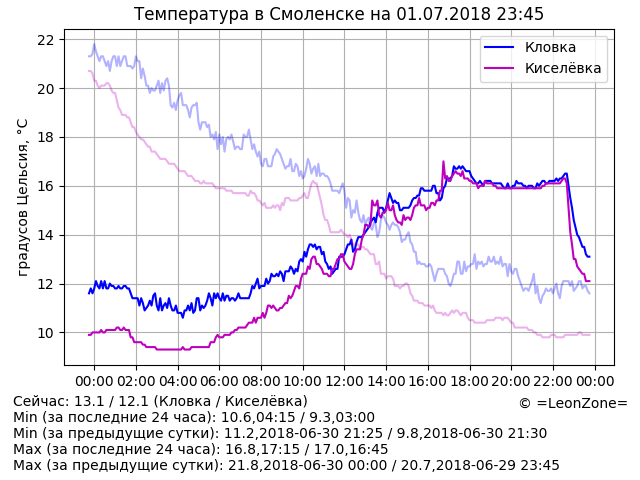 Температура в Смоленске на 01.07.2018 23:45
Кловка
Киселёвка
градусов Цельсия, °C
22
20
18
16
14
12
10
00:00 02:00 04:00 06:00 08:00 10:00 12:00 14:00 16:00 18:00 20:00 22:00 00:00
Сейчас: 13.1 / 12.1 (Кловка / Киселёвка)
© =LeonZone=
Min (за последние 24 часа): 10.6,04:15 / 9.3,03:00
Min (за предыдущие сутки): 11.2,2018-06-30 21:25 / 9.8,2018-06-30 21:30
Max (за последние 24 часа): 16.8,17:15 / 17.0,16:45
Max (за предыдущие сутки): 21.8,2018-06-30 00:00 / 20.7,2018-06-29 23:45